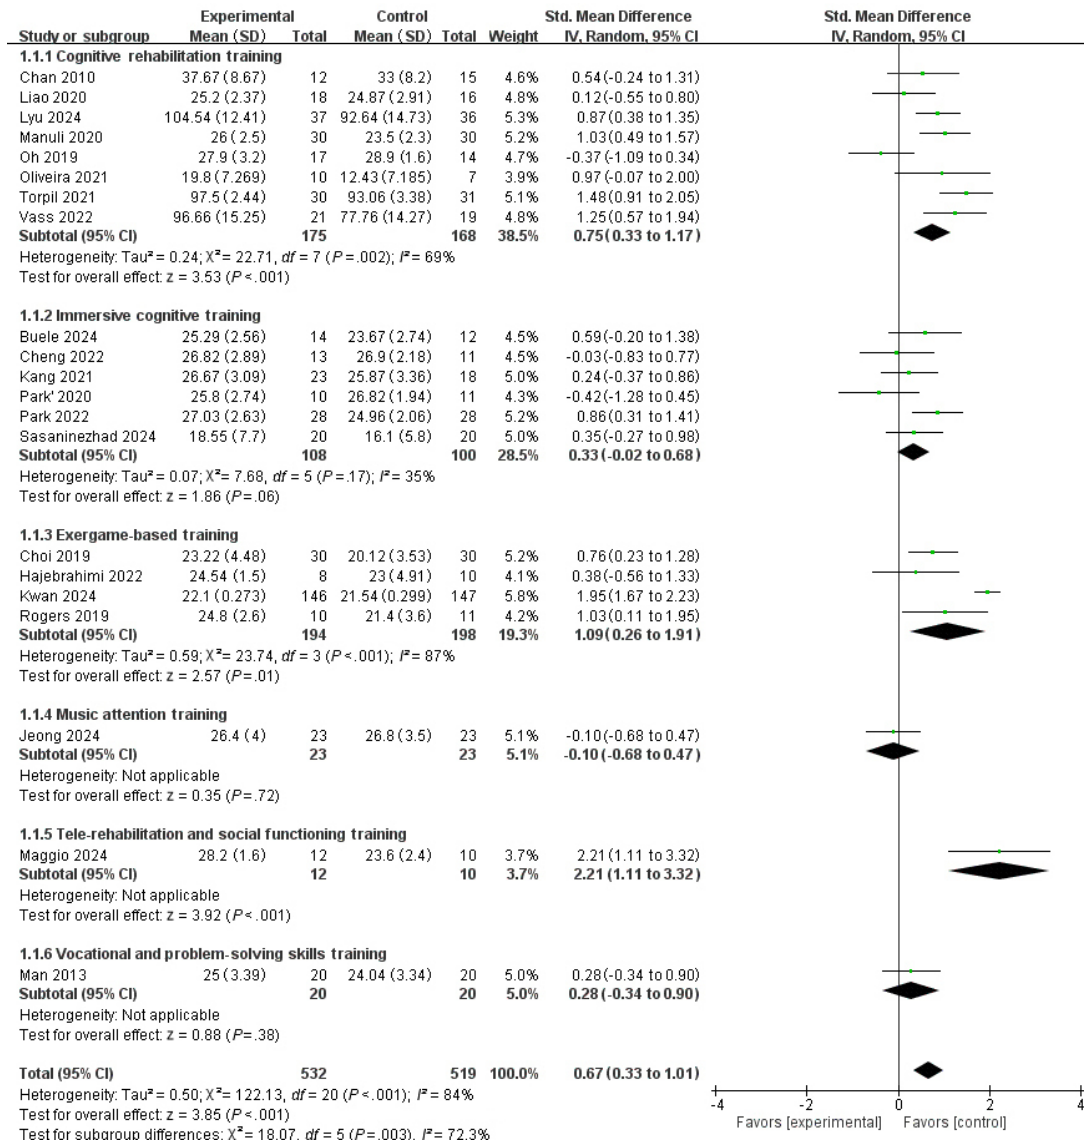 Experimental Control Std. Mean Difference Std. Mean Difference
Study or subgroup Mean (SD) Total Mean (SD) Total Weight IV, Random, 95% CI IV, Random, 95% CI
1.1.1 Cognitive rehabilitation training
Chan 2010 37.67 (8.67) 12 33 (8.2) 15 4.6% 0.54 (-0.24 to 1.31)
Liao 2020 25.2 (2.37) 18 24.87 (2.91) 16 4.8% 0.12 (-0.55 to 0.80)
Lyu 2024 104.54 (12.41) 37 92.64 (14.73) 36 5.3% 0.87 (0.38 to 1.35)
Manuli 2020 26 (2.5) 30 23.5 (2.3) 30 5.2% 1.03 (0.49 to 1.57)
Oh 2019 27.9 (3.2) 17 28.9 (1.6) 14 4.7% -0.37 (-1.09 to 0.34)
Oliveira 2021 19.8 (7.269) 10 12.43 (7.185) 7 3.9% 0.97 (-0.07 to 2.00)
Torpil 2021 97.5 (2.44) 30 93.06 (3.38) 31 5.1% 1.48 (0.91 to 2.05)
Vass 2022 96.66 (15.25) 21 77.76 (14.27) 19 4.8% 1.25 (0.57 to 1.94)
Subtotal (95% CI) 175 168 38.5% 0.75 (0.33 to 1.17)
Heterogeneity: Tau² = 0.24; X² = 22.71, df = 7 (P = .002); I² = 69%
Test for overall effect: z = 3.53 (P < .001)
1.1.2 Immersive cognitive training
Buele 2024 25.29 (2.56) 14 23.67 (2.74) 12 4.5% 0.59 (-0.20 to 1.38)
Cheng 2022 26.82 (2.89) 13 26.9 (2.18) 11 4.5% -0.03 (-0.83 to 0.77)
Kang 2021 26.67 (3.09) 23 25.87 (3.36) 18 5.0% 0.24 (-0.37 to 0.86)
Park' 2020 25.8 (2.74) 10 26.82 (1.94) 11 4.3% -0.42 (-1.28 to 0.45)
Park 2022 27.03 (2.63) 28 24.96 (2.06) 28 5.2% 0.86 (0.31 to 1.41)
Sasaninezhad 2024 18.55 (7.7) 20 16.1 (5.8) 20 5.0% 0.35 (-0.27 to 0.98)
Subtotal (95% CI) 108 100 28.5% 0.33 (-0.02 to 0.68)
Heterogeneity: Tau² = 0.07; X² = 7.68, df = 5 (P = .17); I² = 35%
Test for overall effect: z = 1.86 (P = .06)
1.1.3 Exergame-based training
Choi 2019 23.22 (4.48) 30 20.12 (3.53) 30 5.2% 0.76 (0.23 to 1.28)
Hajebrahimi 2022 24.54 (1.5) 8 23 (4.91) 10 4.1% 0.38 (-0.56 to 1.33)
Kwan 2024 22.1 (0.273) 146 21.54 (0.299) 147 5.8% 1.95 (1.67 to 2.23)
Rogers 2019 24.8 (2.6) 10 21.4 (3.6) 11 4.2% 1.03 (0.11 to 1.95)
Subtotal (95% CI) 194 198 19.3% 1.09 (0.26 to 1.91)
Heterogeneity: Tau² = 0.59; X² = 23.74, df = 3 (P < .001); I² = 87%
Test for overall effect: z = 2.57 (P = .01)
1.1.4 Music attention training
Jeong 2024 26.4 (4) 23 26.8 (3.5) 23 5.1% -0.10 (-0.68 to 0.47)
Subtotal (95% CI) 23 23 5.1% -0.10 (-0.68 to 0.47)
Heterogeneity: Not applicable
Test for overall effect: z = 0.35 (P = .72)
1.1.5 Tele-rehabilitation and social functioning training
Maggio 2024 28.2 (1.6) 12 23.6 (2.4) 10 3.7% 2.21 (1.11 to 3.32)
Subtotal (95% CI) 12 10 3.7% 2.21 (1.11 to 3.32)
Heterogeneity: Not applicable
Test for overall effect: z = 3.92 (P < .001)
1.1.6 Vocational and problem-solving skills training
Man 2013 25 (3.39) 20 24.04 (3.34) 20 5.0% 0.28 (-0.34 to 0.90)
Subtotal (95% CI) 20 20 5.0% 0.28 (-0.34 to 0.90)
Heterogeneity: Not applicable
Test for overall effect: z = 0.88 (P = .38)
Total (95% CI) 532 519 100.0% 0.67 (0.33 to 1.01)
Heterogeneity: Tau² = 0.50; X² = 122.13, df = 20 (P < .001); I² = 84%
Test for overall effect: z = 3.85 (P < .001)
Test for subgroup differences: X² = 18.07, df = 5 (P = .003), I² = 72.3%
-4 -2 0 2 4
Favors [experimental] Favors [control]